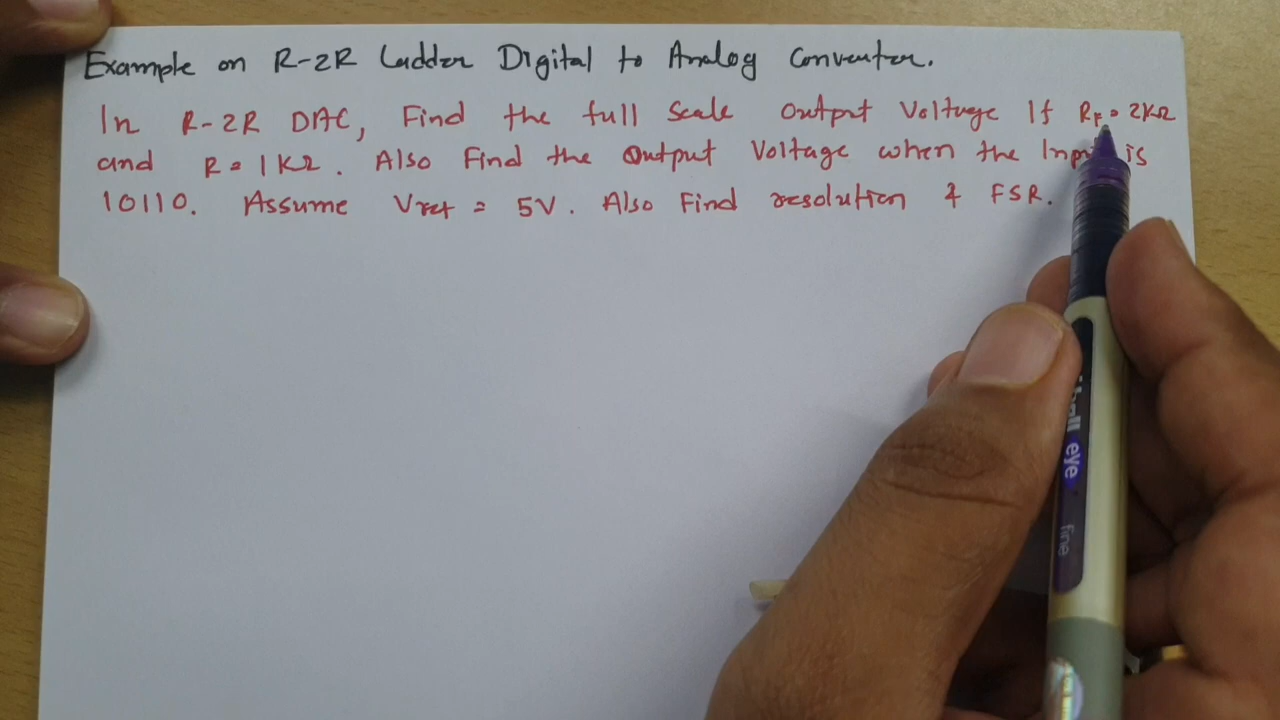 Example on R-2R Ladder Digital to Analog Converter.
In R-2R DAC, Find the full Scale Output Voltage If RF = 2KΩ
and R = 1KΩ. Also Find the Output Voltage when the Input is
10110. Assume Vref = 5V. Also Find resolution & FSR.
eye
fine